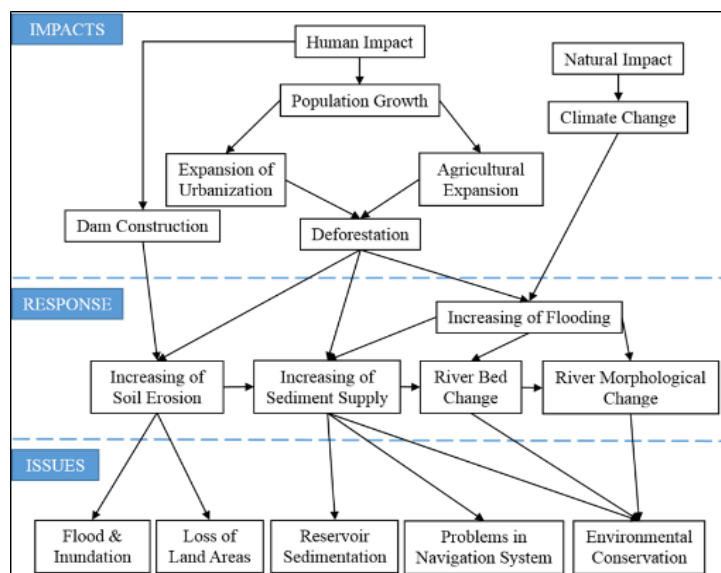 IMPACTS
Human Impact
Natural Impact
Population Growth
Climate Change
Expansion of
Urbanization
Agricultural
Expansion
Dam Construction
Deforestation
RESPONSE
Increasing of Flooding
Increasing of
Soil Erosion
Increasing of
Sediment Supply
River Bed
Change
River Morphological
Change
ISSUES
Flood &
Inundation
Loss of
Land Areas
Reservoir
Sedimentation
Problems in
Navigation System
Environmental
Conservation